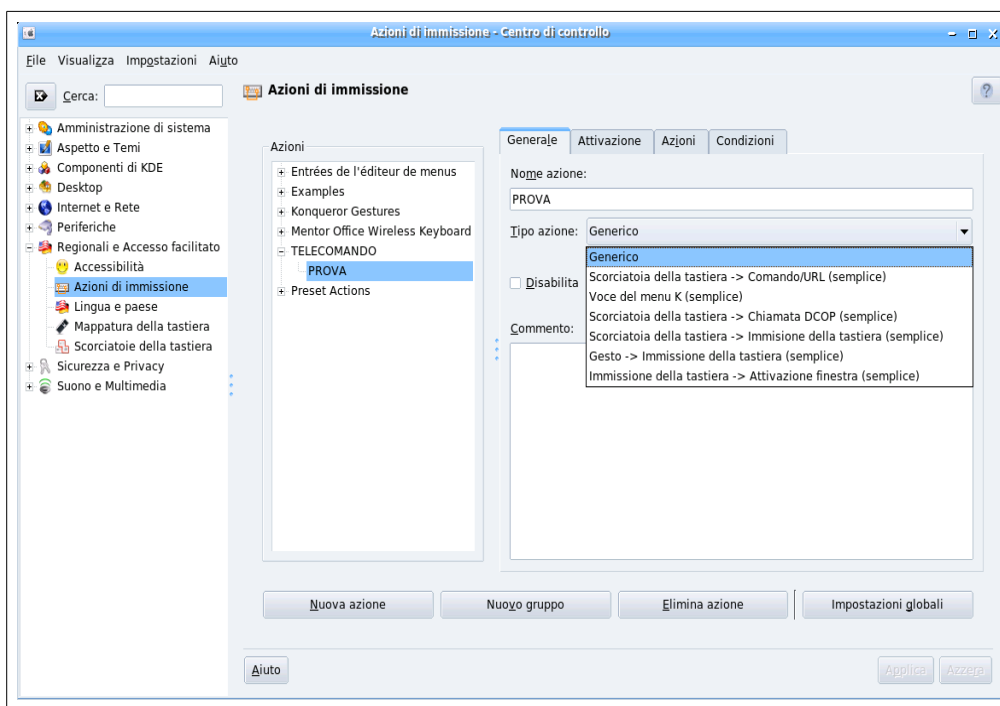 Azioni di immissione - Centro di controllo
File Visualizza Impostazioni Aiuto
Cerca:
Azioni di immissione
Amministrazione di sistema
Aspetto e Temi
Componenti di KDE
Desktop
Internet e Rete
Periferiche
Regionali e Accesso facilitato
Accessibilità
Azioni di immissione
Lingua e paese
Mappatura della tastiera
Scorciatoie della tastiera
Sicurezza e Privacy
Suono e Multimedia
Azioni
Entrées de l'éditeur de menus
Examples
Konqueror Gestures
Mentor Office Wireless Keyboard
TELECOMANDO
PROVA
Preset Actions
Generale Attivazione Azioni Condizioni
Nome azione:
PROVA
Tipo azione: Generico
Generico
Scorciatoia della tastiera -> Comando/URL (semplice)
Voce del menu K (semplice)
Scorciatoia della tastiera -> Chiamata DCOP (semplice)
Scorciatoia della tastiera -> Immisione della tastiera (semplice)
Gesto -> Immissione della tastiera (semplice)
Immissione della tastiera -> Attivazione finestra (semplice)
Disabilita
Commento:
Nuova azione Nuovo gruppo Elimina azione Impostazioni globali
Aiuto Applica Azzera